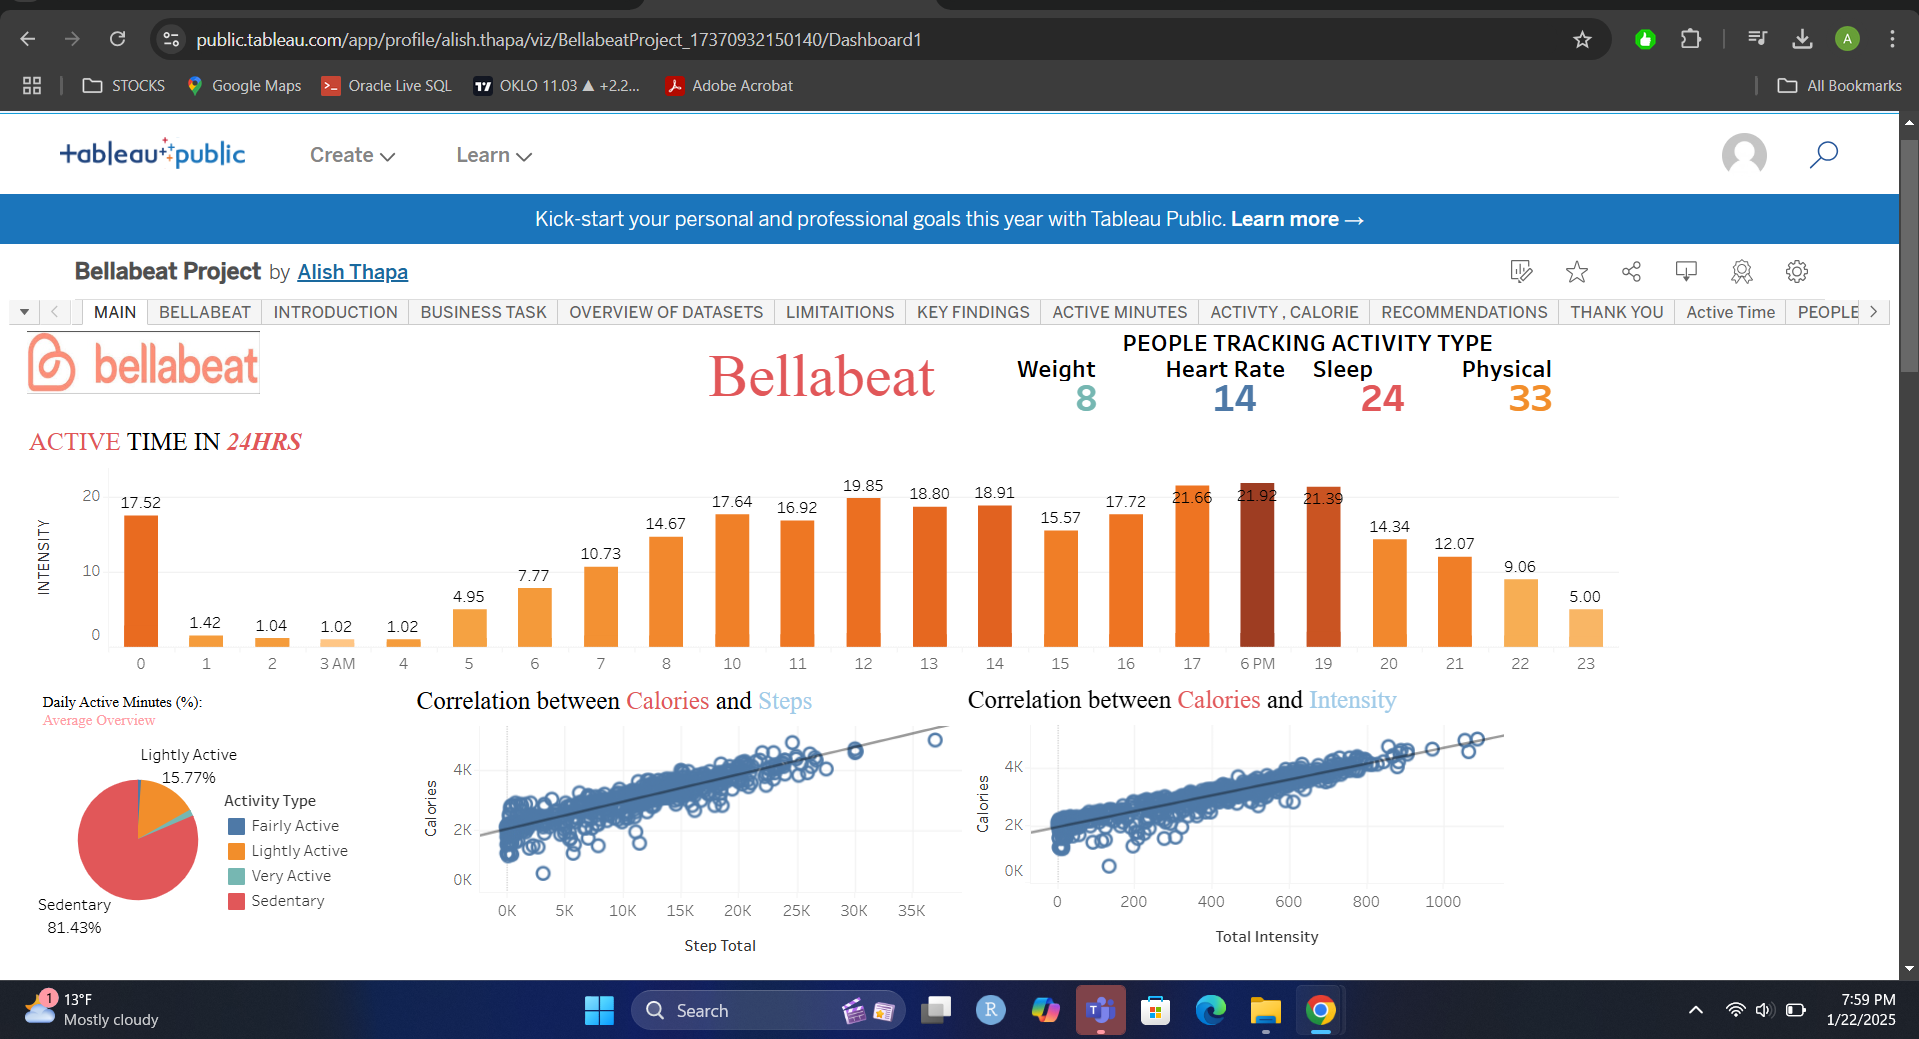 public.tableau.com/app/profile/alish.thapa/viz/BellabeatProject_17370932150140/Dashboard1
A
STOCKS Google Maps Oracle Live SQL OKLO 11.03 ▲ +2.2... Adobe Acrobat All Bookmarks
+ableau public Create Learn
Kick-start your personal and professional goals this year with Tableau Public. Learn more →
Bellabeat Project by Alish Thapa
MAIN BELLABEAT INTRODUCTION BUSINESS TASK OVERVIEW OF DATASETS LIMITAITIONS KEY FINDINGS ACTIVE MINUTES ACTIVTY , CALORIE RECOMMENDATIONS THANK YOU Active Time PEOPLE
bellabeat
Bellabeat
PEOPLE TRACKING ACTIVITY TYPE
Weight Heart Rate Sleep Physical
8 14 24 33
ACTIVE TIME IN 24HRS
INTENSITY
20
10
0
17.52 1.42 1.04 1.02 1.02 4.95 7.77 10.73 14.67 17.64 16.92 19.85 18.80 18.91 15.57 17.72 21.66 21.92 21.39 14.34 12.07 9.06 5.00
0 1 2 3 AM 4 5 6 7 8 10 11 12 13 14 15 16 17 6 PM 19 20 21 22 23
Daily Active Minutes (%):
Average Overview
Lightly Active
15.77%
Sedentary
81.43%
Activity Type
Fairly Active
Lightly Active
Very Active
Sedentary
Correlation between Calories and Steps
Calories
4K
2K
0K
0K 5K 10K 15K 20K 25K 30K 35K
Step Total
Correlation between Calories and Intensity
Calories
4K
2K
0K
0 200 400 600 800 1000
Total Intensity
1
13°F
Mostly cloudy
Search
R
7:59 PM
1/22/2025